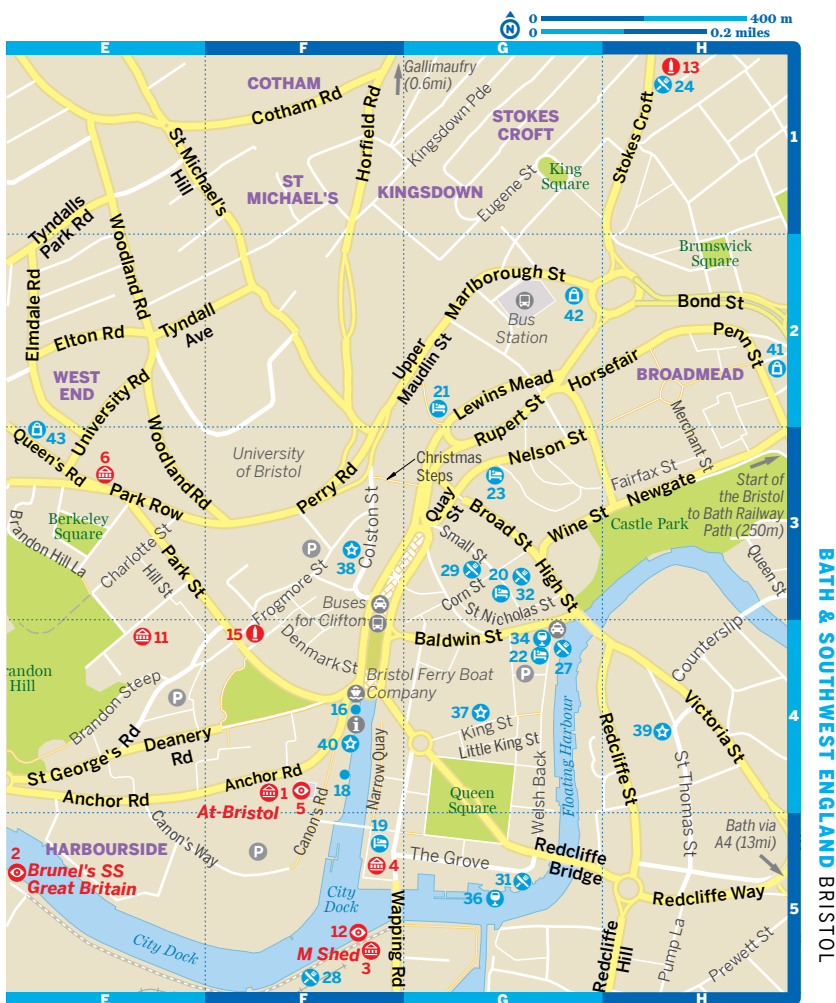 0 400 m
N
0 0.2 miles
E F G H
COTHAM
Gallimaufry
(0.6mi)
13
24
Cotham Rd
Horfield Rd
Kingsdown Pde
STOKES
CROFT
Stokes Croft
1
St Michael's
Hill
ST
MICHAEL'S
KINGSDOWN
King
Square
Eugene St
Tyndalls
Park Rd
Woodland Rd
Brunswick
Square
Elmdale Rd
Marlborough St
Bond St
Tyndall
Ave
Elton Rd
Bus
Station
42
2
Penn St
41
Upper
Maudlin St
WEST
END
University Rd
21
Lewins Mead
Horsefair
BROADMEAD
Rupert St
Merchant St
43
Queen's Rd
Woodland Rd
University
of Bristol
Christmas
Steps
Nelson St
6
Perry Rd
23
Fairfax St
Newgate
Start of
the Bristol
to Bath Railway
Path (250m)
Park Row
Colston St
Quay
St
Broad St
Wine St
Castle Park
3
Berkeley
Square
Brandon Hill La
Charlotte St
Hill St
Park St
P
38
Small St
29
20
32
High St
Queen St
Corn St
St Nicholas St
Frogmore St
Buses
for Clifton
11
15
Denmark St
Baldwin St
34
22
27
P
Counterslip
randon
Hill
Bristol Ferry Boat
Company
Brandon Steep
P
16
i
37
King St
Little King St
39
Victoria St
4
St George's Rd
Deanery
Rd
40
Narrow Quay
Welsh Back
Floating Harbour
Redcliffe St
St Thomas St
Anchor Rd
Anchor Rd
18
1
5
At-Bristol
Queen
Square
Canon's Rd
Canon's Way
HARBOURSIDE
2
Brunel's SS
Great Britain
P
19
4
The Grove
Redcliffe
Bridge
Bath via
A4 (13mi)
31
36
Redcliffe Way
City
Dock
City Dock
12
M Shed
3
28
Wapping Rd
Redcliffe
Hill
Pump La
Prewett St
5
E F G H
BATH & SOUTHWEST ENGLAND BRISTOL